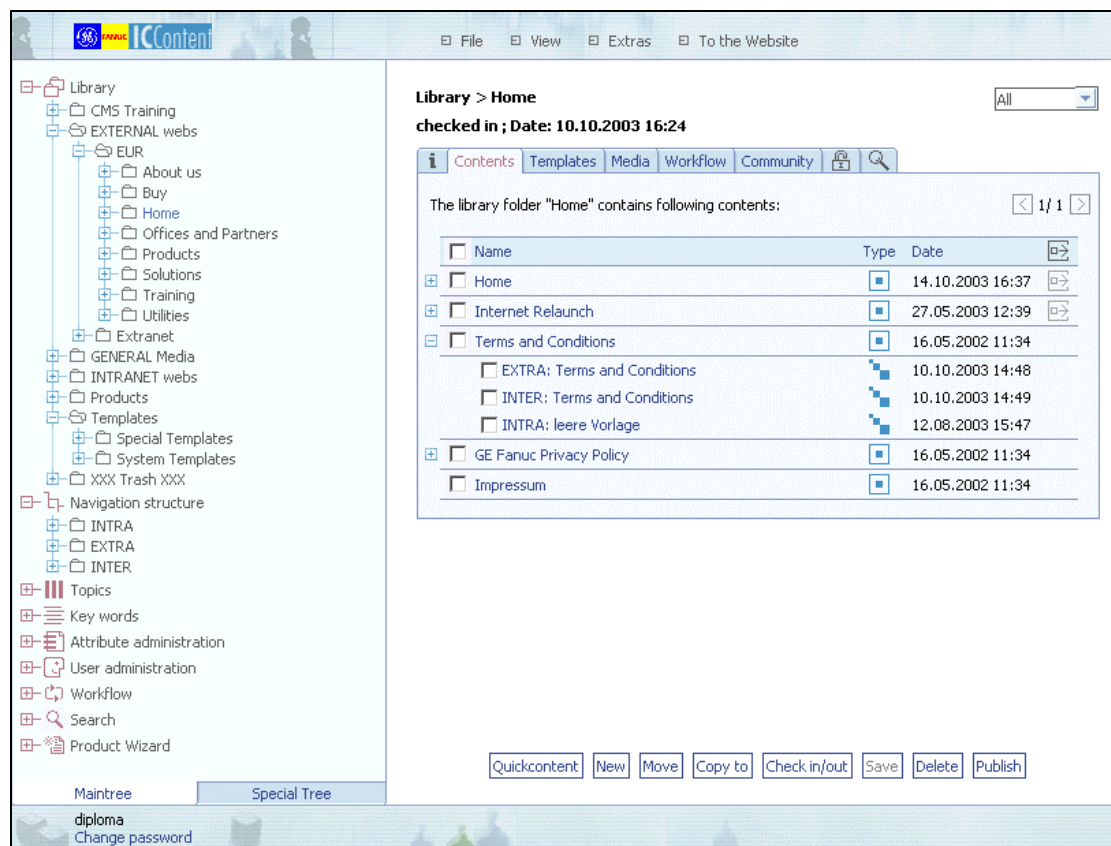 FANUC ICContent
File View Extras To the Website
Library
CMS Training
EXTERNAL webs
EUR
About us
Buy
Home
Offices and Partners
Products
Solutions
Training
Utilities
Extranet
GENERAL Media
INTRANET webs
Products
Templates
Special Templates
System Templates
XXX Trash XXX
Navigation structure
INTRA
EXTRA
INTER
Topics
Key words
Attribute administration
User administration
Workflow
Search
Product Wizard
Maintree Special Tree
diploma
Change password
Library > Home
All
checked in ; Date: 10.10.2003 16:24
i Contents Templates Media Workflow Community
The library folder "Home" contains following contents: < 1/ 1 >
Name Type Date
Home 14.10.2003 16:37
Internet Relaunch 27.05.2003 12:39
Terms and Conditions 16.05.2002 11:34
EXTRA: Terms and Conditions 10.10.2003 14:48
INTER: Terms and Conditions 10.10.2003 14:49
INTRA: leere Vorlage 12.08.2003 15:47
GE Fanuc Privacy Policy 16.05.2002 11:34
Impressum 16.05.2002 11:34
Quickcontent New Move Copy to Check in/out Save Delete Publish